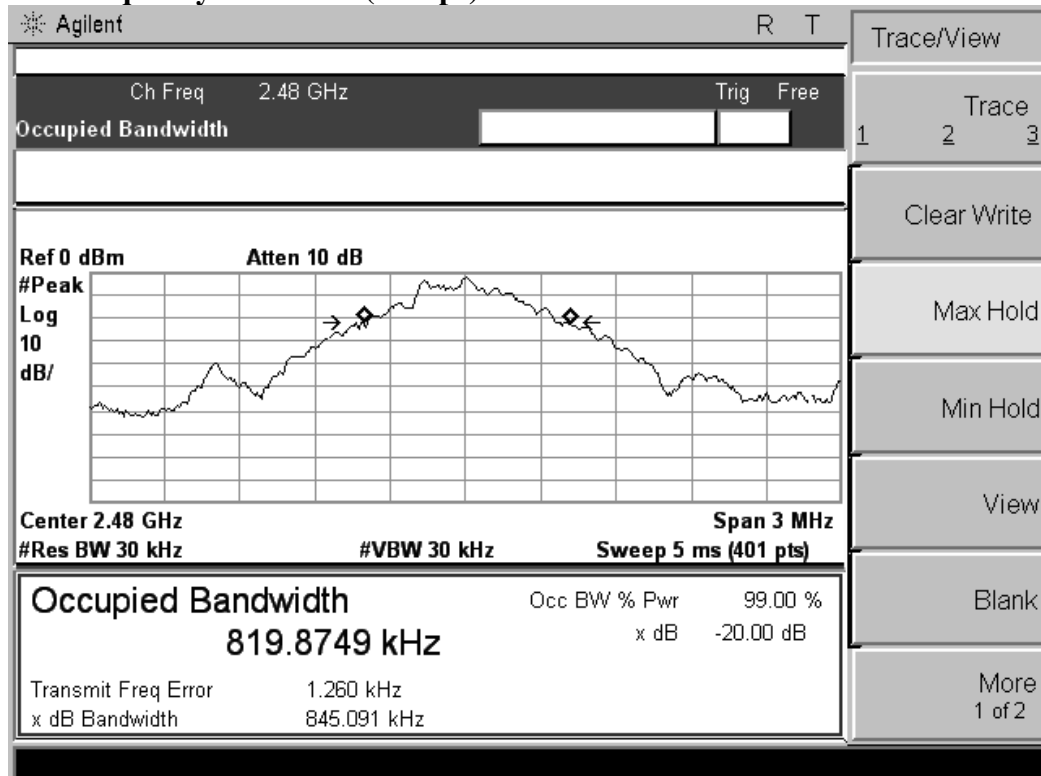 Agilent R T
Trace/View
Ch Freq 2.48 GHz Trig Free
Occupied Bandwidth
Trace
1 2 3
Clear Write
Max Hold
Min Hold
View
Blank
More
1 of 2
Ref 0 dBm Atten 10 dB
#Peak
Log
10
dB/
Center 2.48 GHz Span 3 MHz
#Res BW 30 kHz #VBW 30 kHz Sweep 5 ms (401 pts)
Occupied Bandwidth
819.8749 kHz
Occ BW % Pwr 99.00 %
x dB -20.00 dB
Transmit Freq Error 1.260 kHz
x dB Bandwidth 845.091 kHz